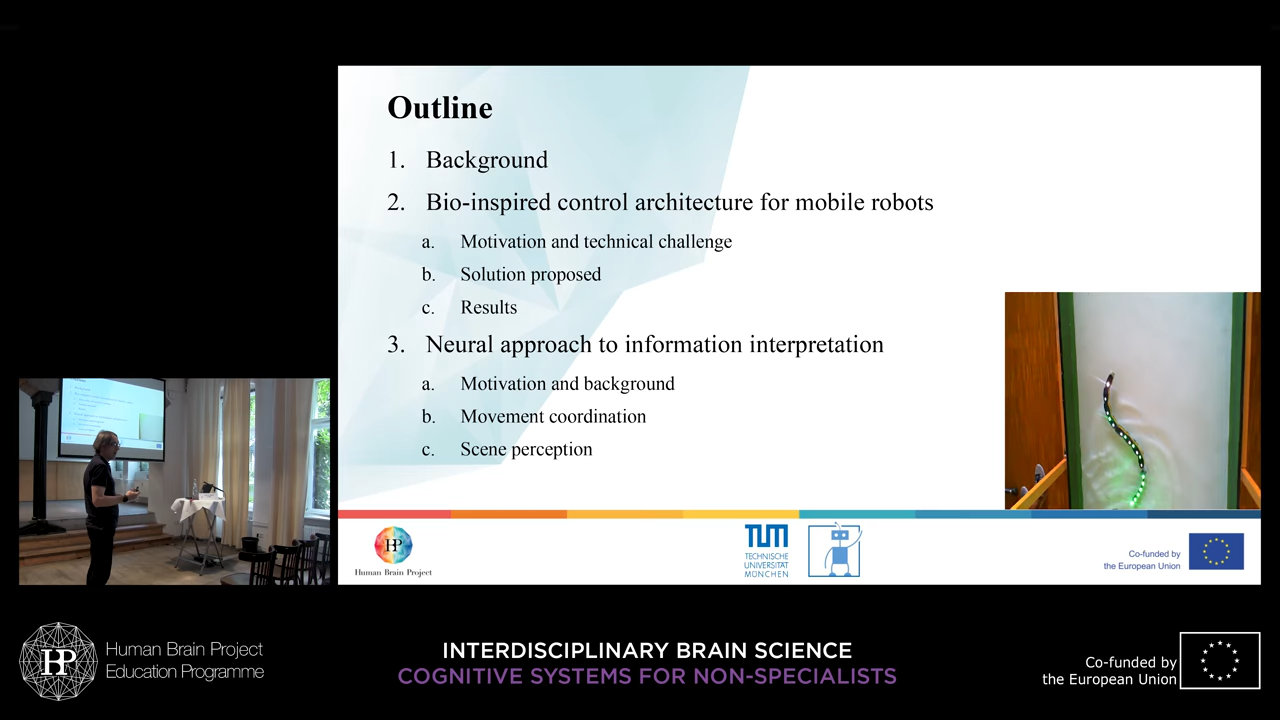 Outline
1. Background
2. Bio-inspired control architecture for mobile robots
a. Motivation and technical challenge
b. Solution proposed
c. Results
3. Neural approach to information interpretation
a. Motivation and background
b. Movement coordination
c. Scene perception
HP
Human Brain Project
TUM
TECHNISCHE
UNIVERSITÄT
MÜNCHEN
Co-funded by
the European Union
HP
Human Brain Project
Education Programme
INTERDISCIPLINARY BRAIN SCIENCE
COGNITIVE SYSTEMS FOR NON-SPECIALISTS
Co-funded by
the European Union